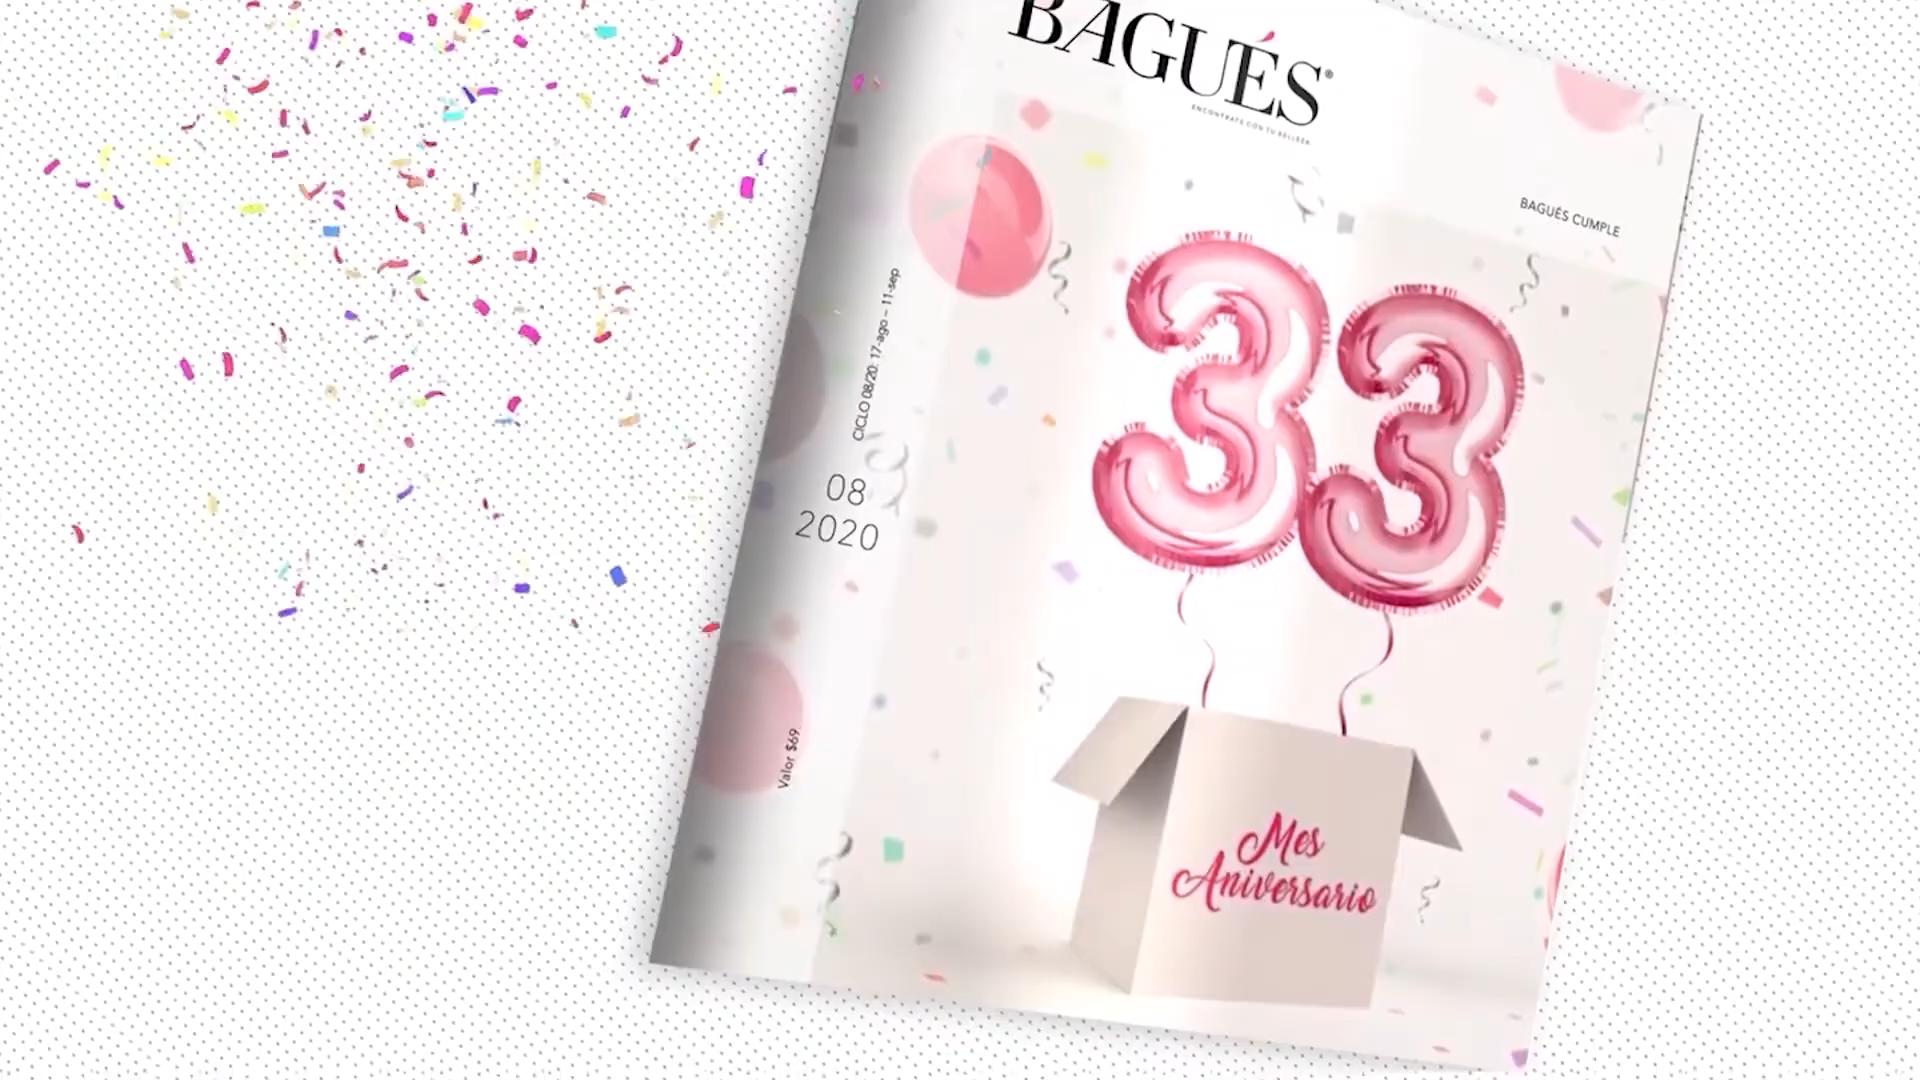 BAGUÉS®
ENCONTRATE CON TU BELLEZA
BAGUÉS CUMPLE
33
CICLO 08/20: 17-ago – 11-sep
08
2020
Valor $69.
Mes
Aniversario